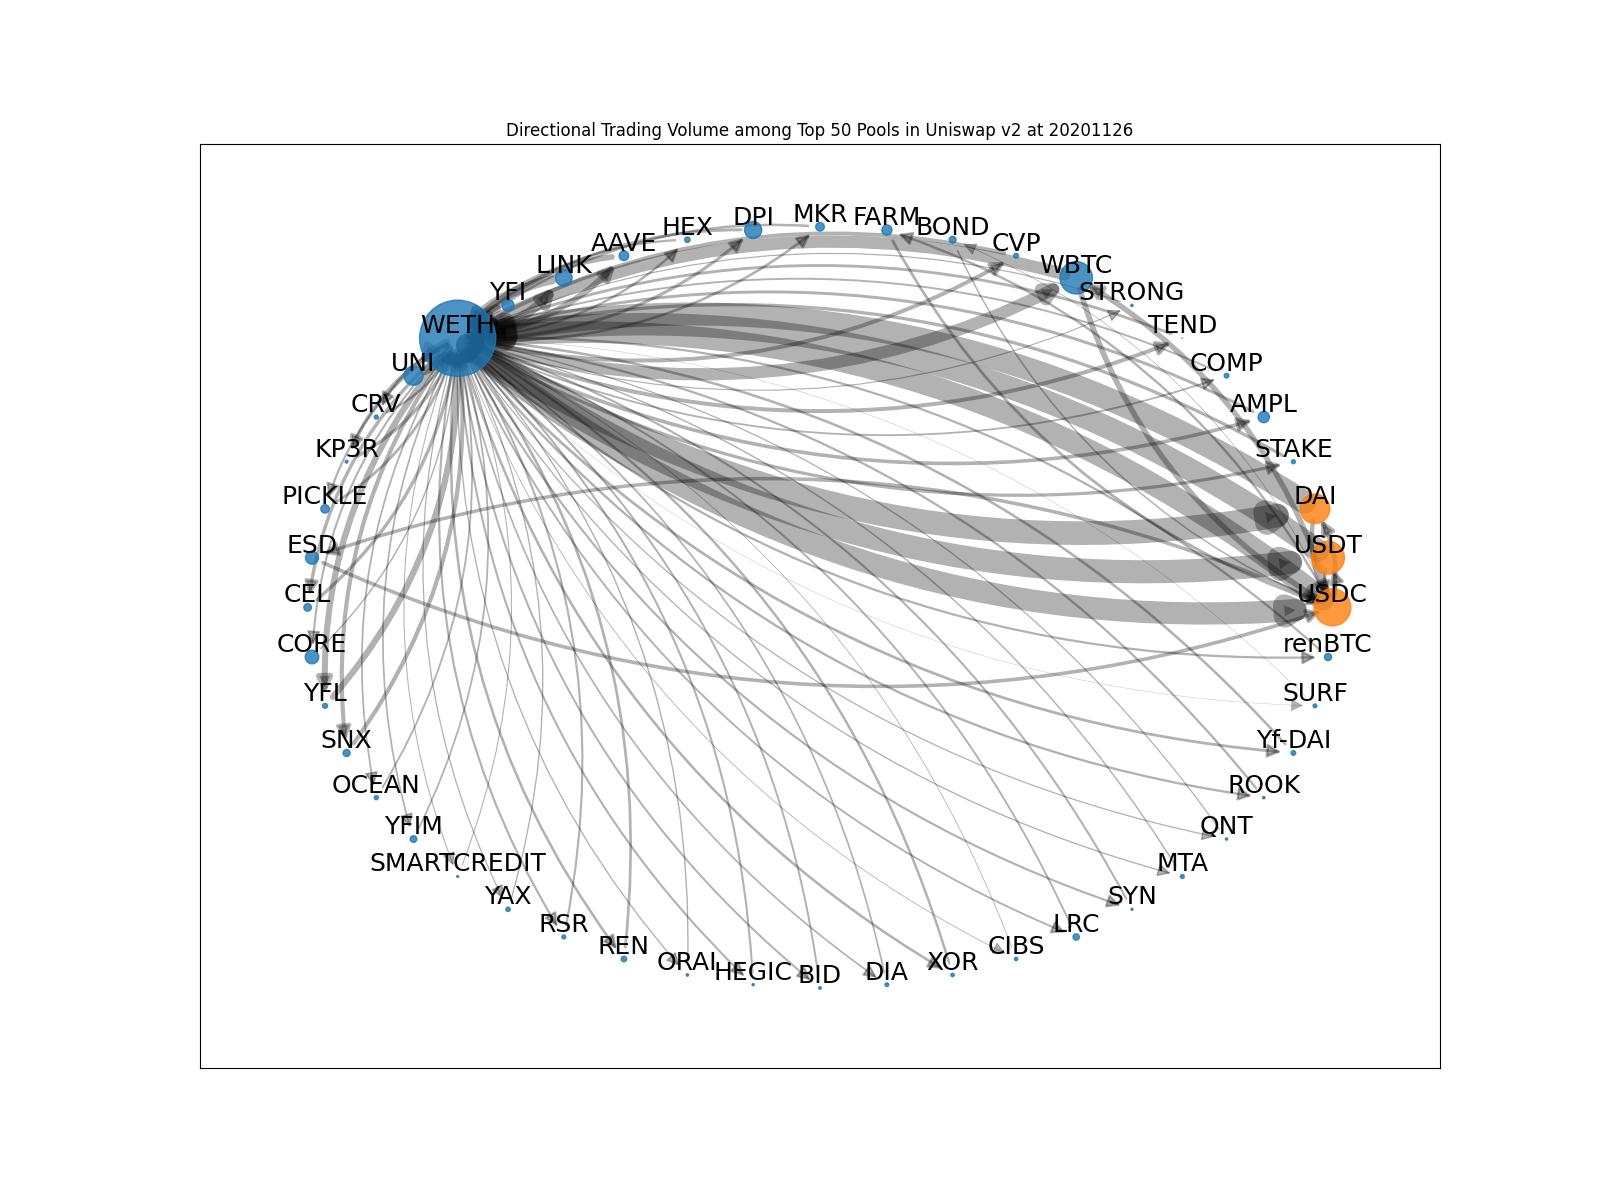 Directional Trading Volume among Top 50 Pools in Uniswap v2 at 20201126
DPI MKR FARM
HEX BOND
AAVE CVP
LINK WBTC
YFI STRONG
WETH TEND
UNI COMP
CRV AMPL
KP3R STAKE
PICKLE DAI
ESD USDT
CEL USDC
CORE renBTC
YFL SURF
SNX Yf-DAI
OCEAN ROOK
YFIM QNT
SMARTCREDIT MTA
YAX SYN
RSR LRC
REN CIBS
ORAI XOR
HEGIC BID DIA